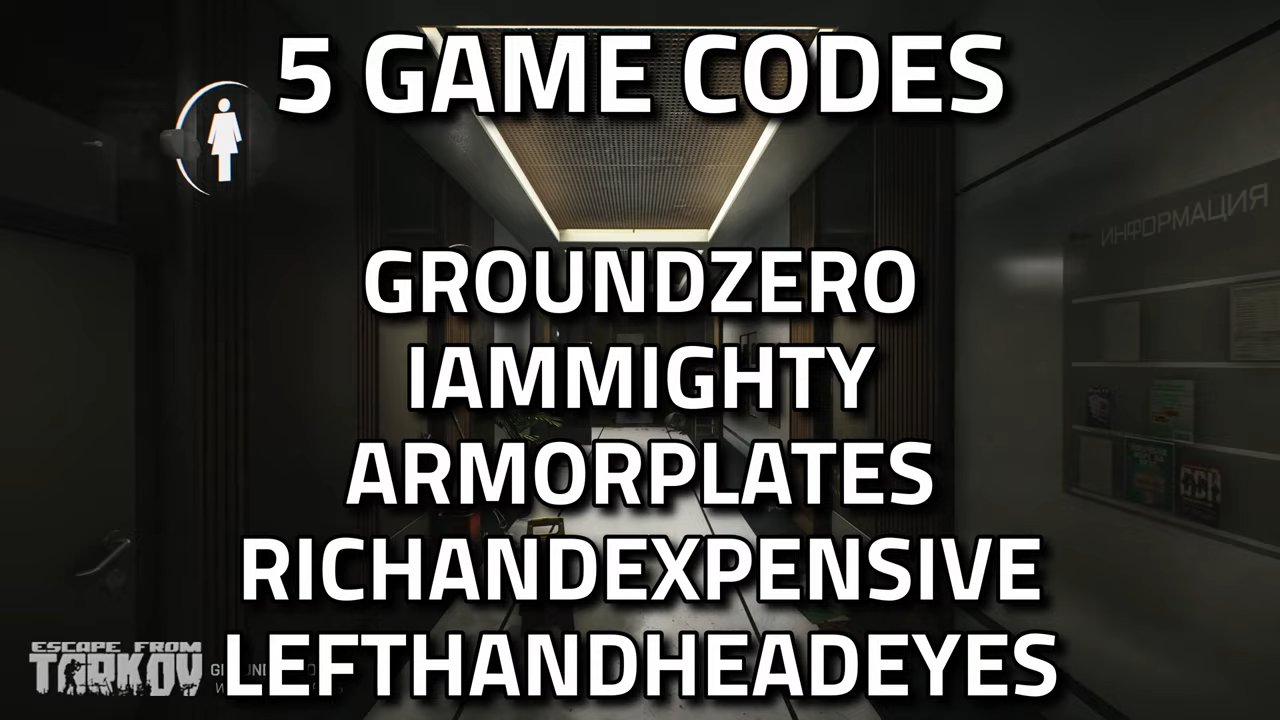 5 GAME CODES
ИНФОРМАЦИЯ
GROUNDZERO
IAMMIGHTY
ARMORPLATES
RICHANDEXPENSIVE
LEFTHANDHEADEYES
ESCAPE FROM
TARKOV